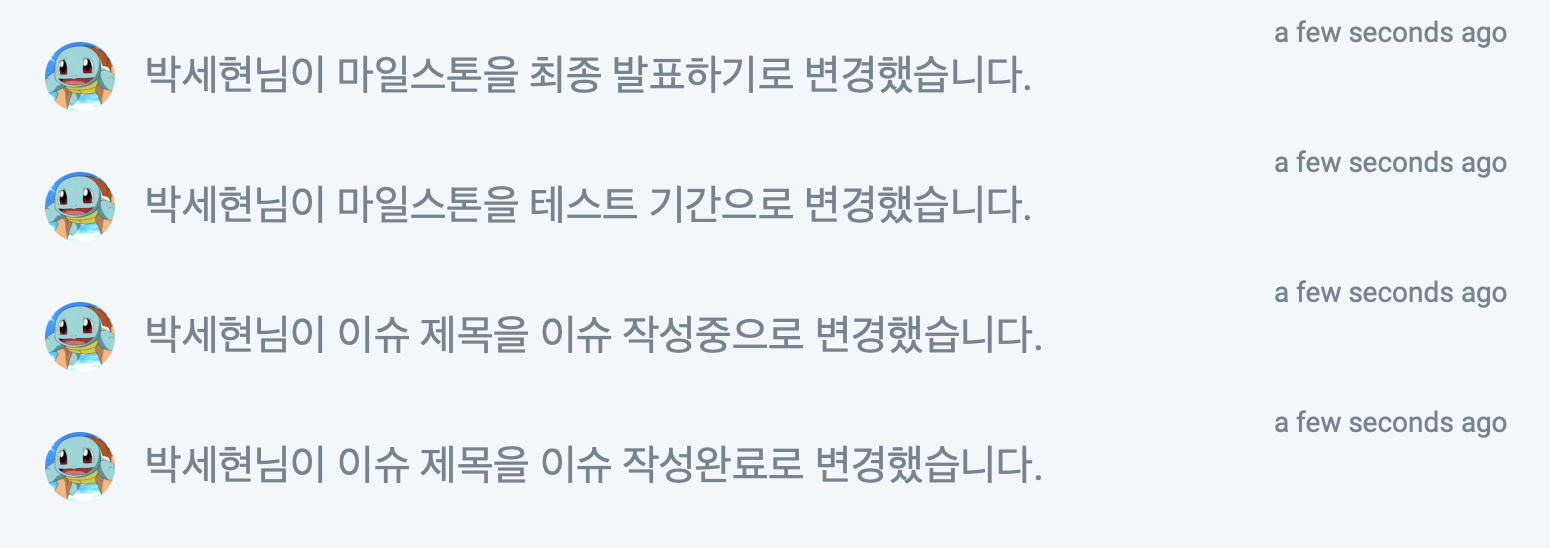 a few seconds ago
박세현님이 마일스톤을 최종 발표하기로 변경했습니다.
a few seconds ago
박세현님이 마일스톤을 테스트 기간으로 변경했습니다.
a few seconds ago
박세현님이 이슈 제목을 이슈 작성중으로 변경했습니다.
a few seconds ago
박세현님이 이슈 제목을 이슈 작성완료로 변경했습니다.